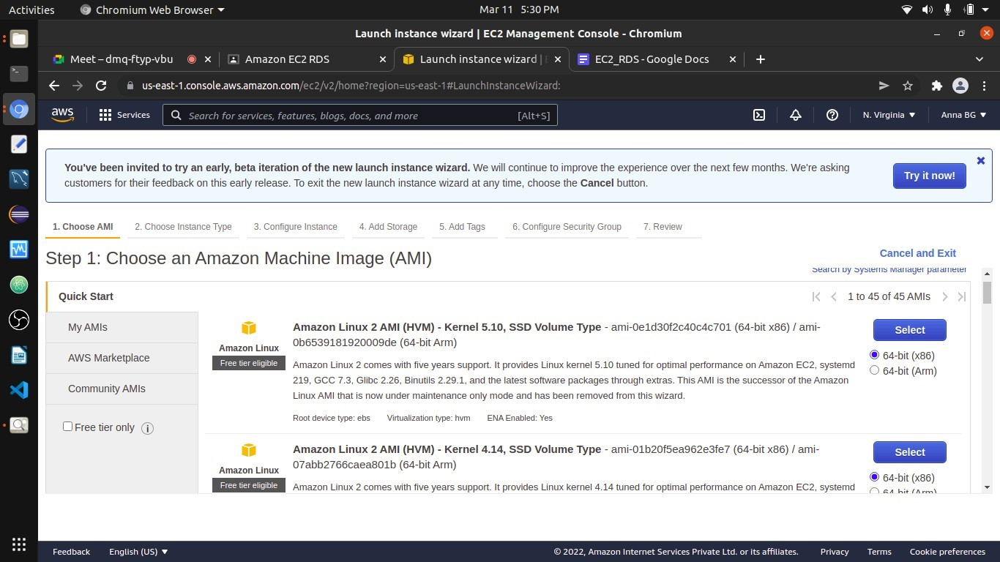 Activities
Chromium Web Browser
Mar 11 5:30 PM
Launch instance wizard | EC2 Management Console - Chromium
Meet – dmq-ftyp-vbu
Amazon EC2 RDS
Launch instance wizard |
EC2_RDS - Google Docs
us-east-1.console.aws.amazon.com/ec2/v2/home?region=us-east-1#LaunchInstanceWizard:
aws
Services
Search for services, features, blogs, docs, and more
[Alt+S]
N. Virginia
Anna BG
You've been invited to try an early, beta iteration of the new launch instance wizard. We will continue to improve the experience over the next few months. We're asking
customers for their feedback on this early release. To exit the new launch instance wizard at any time, choose the Cancel button.
Try it now!
1. Choose AMI
2. Choose Instance Type
3. Configure Instance
4. Add Storage
5. Add Tags
6. Configure Security Group
7. Review
Step 1: Choose an Amazon Machine Image (AMI)
Cancel and Exit
Search by Systems Manager parameter
Quick Start
1 to 45 of 45 AMIs
My AMIs
AWS Marketplace
Community AMIs
Free tier only
Amazon Linux
Free tier eligible
Amazon Linux 2 AMI (HVM) - Kernel 5.10, SSD Volume Type - ami-0e1d30f2c40c4c701 (64-bit x86) / ami-
0b6539181920009de (64-bit Arm)
Amazon Linux 2 comes with five years support. It provides Linux kernel 5.10 tuned for optimal performance on Amazon EC2, systemd
219, GCC 7.3, Glibc 2.26, Binutils 2.29.1, and the latest software packages through extras. This AMI is the successor of the Amazon
Linux AMI that is now under maintenance only mode and has been removed from this wizard.
Root device type: ebs
Virtualization type: hvm
ENA Enabled: Yes
Select
64-bit (x86)
64-bit (Arm)
Amazon Linux
Free tier eligible
Amazon Linux 2 AMI (HVM) - Kernel 4.14, SSD Volume Type - ami-01b20f5ea962e3fe7 (64-bit x86) / ami-
07abb2766caea801b (64-bit Arm)
Amazon Linux 2 comes with five years support. It provides Linux kernel 4.14 tuned for optimal performance on Amazon EC2, systemd
Select
64-bit (x86)
64-bit (Arm)
Feedback
English (US)
© 2022, Amazon Internet Services Private Ltd. or its affiliates.
Privacy
Terms
Cookie preferences